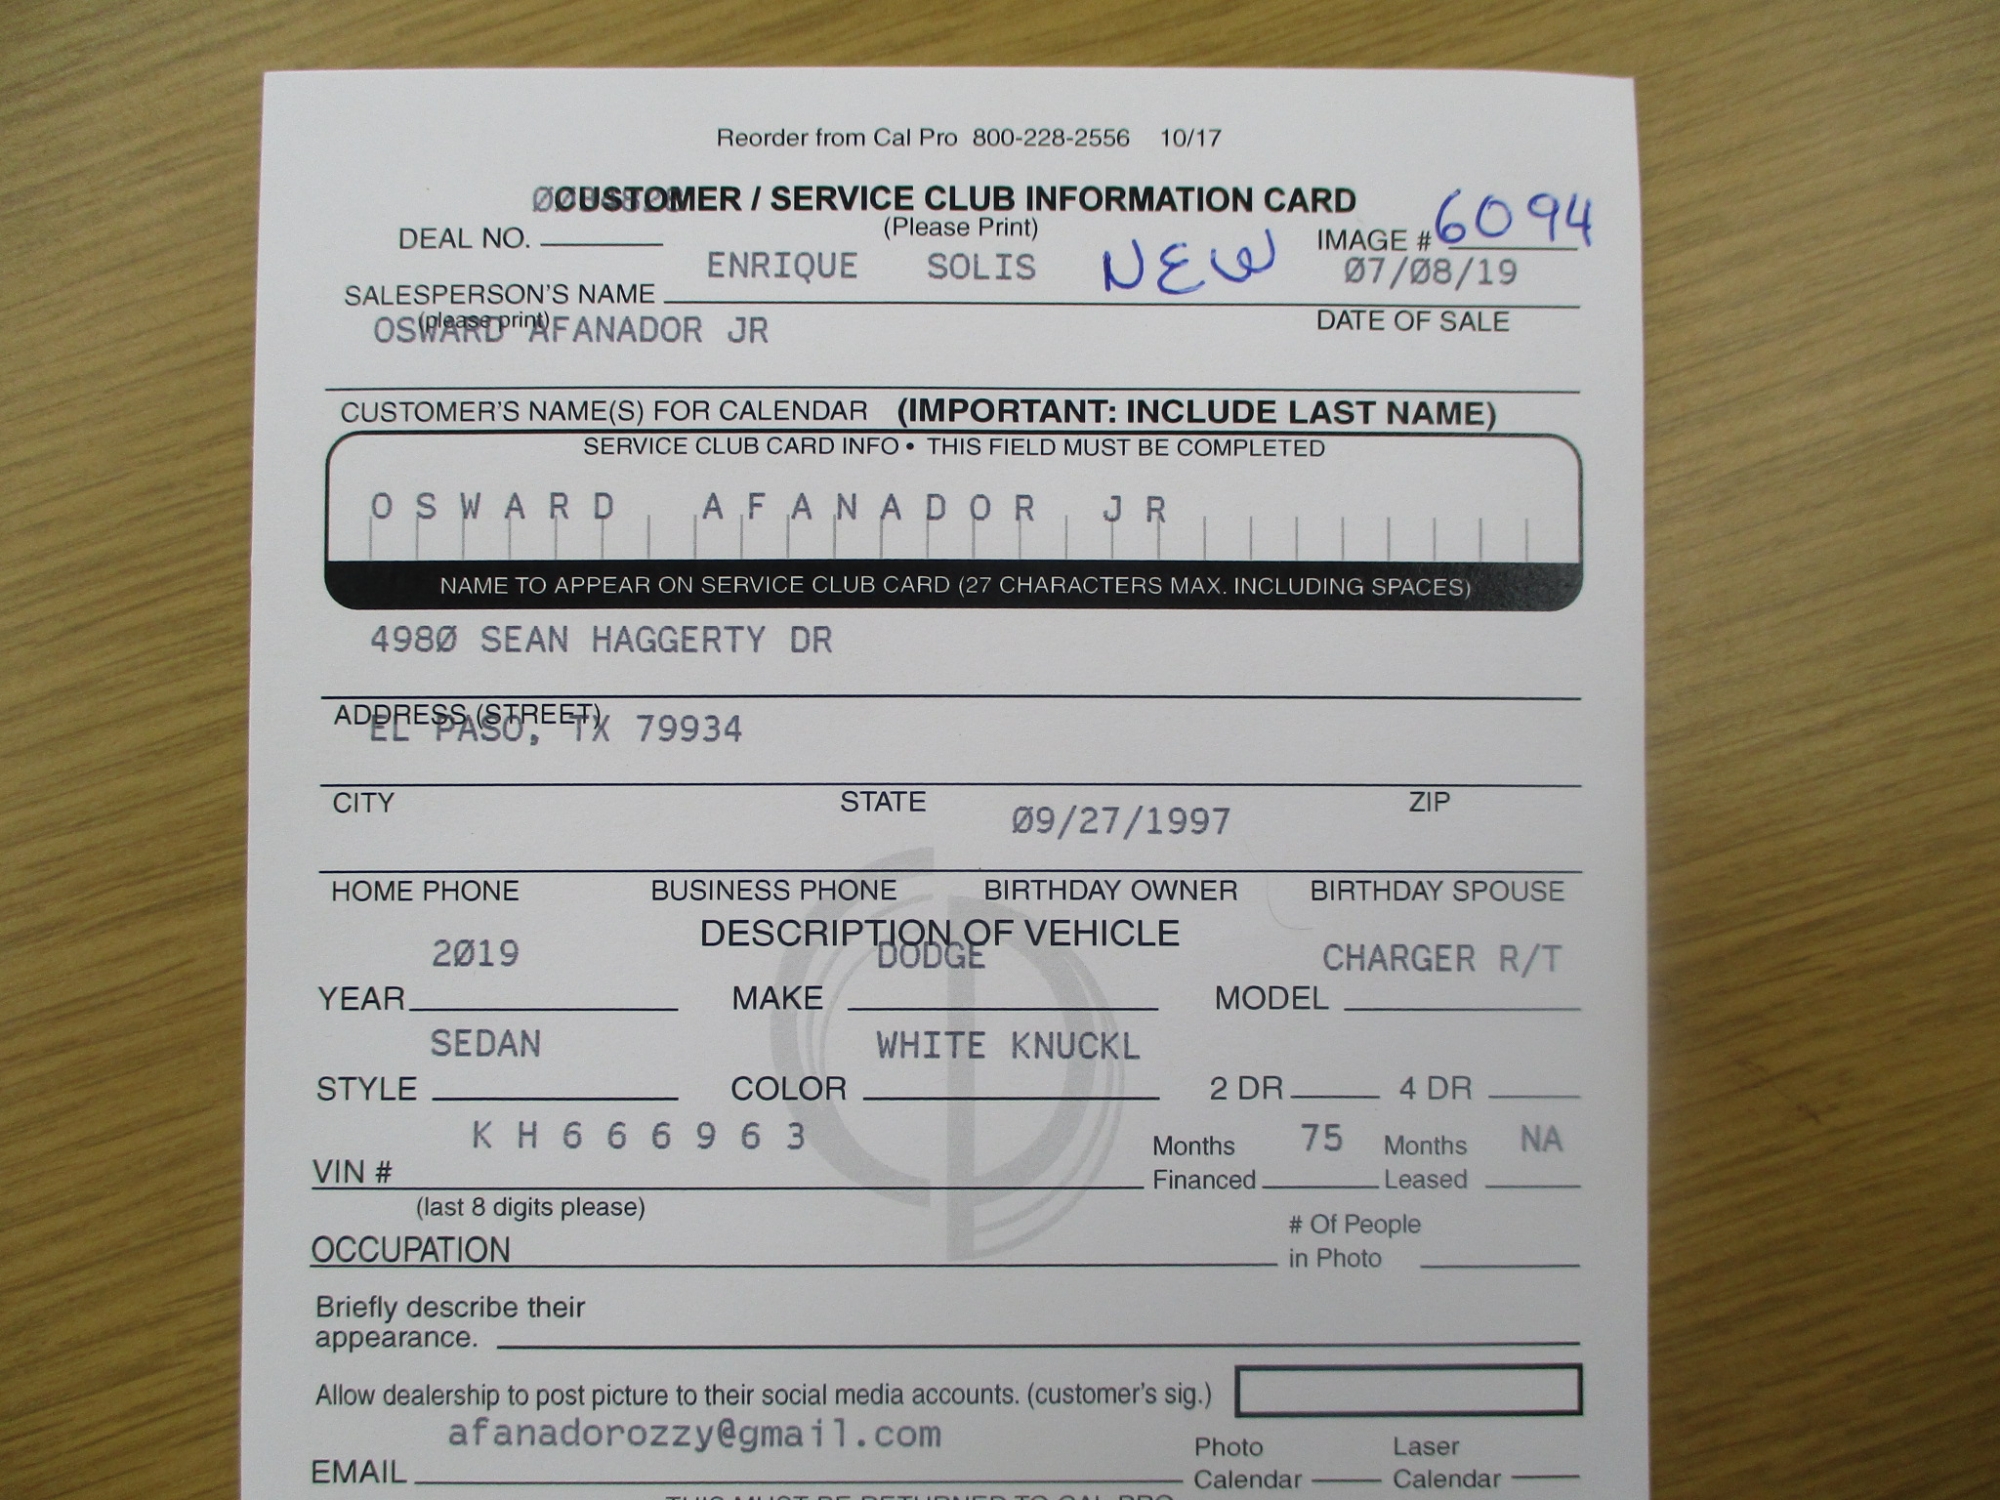 Reorder from Cal Pro 800-228-2556 10/17
CUSTOMER / SERVICE CLUB INFORMATION CARD
(Please Print)
DEAL NO. IMAGE # 6094
ENRIQUE SOLIS NEW 07/08/19
SALESPERSON'S NAME
(please print) DATE OF SALE
OSWARD AFANADOR JR
CUSTOMER'S NAME(S) FOR CALENDAR (IMPORTANT: INCLUDE LAST NAME)
SERVICE CLUB CARD INFO • THIS FIELD MUST BE COMPLETED
OSWARD AFANADOR JR
NAME TO APPEAR ON SERVICE CLUB CARD (27 CHARACTERS MAX. INCLUDING SPACES)
4980 SEAN HAGGERTY DR
ADDRESS (STREET)
EL PASO, TX 79934
CITY STATE ZIP
09/27/1997
HOME PHONE BUSINESS PHONE BIRTHDAY OWNER BIRTHDAY SPOUSE
DESCRIPTION OF VEHICLE
2019 DODGE CHARGER R/T
YEAR MAKE MODEL
SEDAN WHITE KNUCKL
STYLE COLOR 2 DR 4 DR
K H 6 6 6 9 6 3 Months 75 Months NA
VIN # Financed Leased
(last 8 digits please)
# Of People
OCCUPATION in Photo
Briefly describe their
appearance.
Allow dealership to post picture to their social media accounts. (customer's sig.)
afanadorozzy@gmail.com
Photo Laser
EMAIL Calendar Calendar